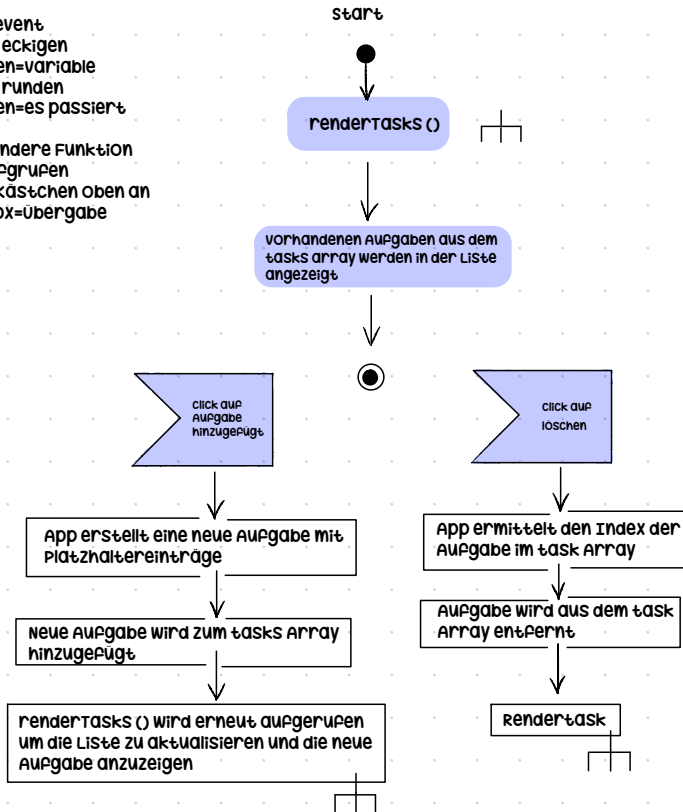 event
eckigen
en=variable
runden
en=es passiert
ndere Funktion
fgrufen
kästchen oben an
ox=Übergabe
Start
renderTasks ()
Vorhandenen Aufgaben aus dem
tasks array werden in der Liste
angezeigt
Click auf
Aufgabe
hinzugefügt
Click auf
löschen
App erstellt eine neue Aufgabe mit
Platzhaltereinträge
Neue Aufgabe wird zum tasks Array
hinzugefügt
renderTasks () wird erneut aufgerufen
um die Liste zu aktualisieren und die neue
Aufgabe anzuzeigen
App ermittelt den Index der
Aufgabe im task Array
Aufgabe wird aus dem task
Array entfernt
Rendertask